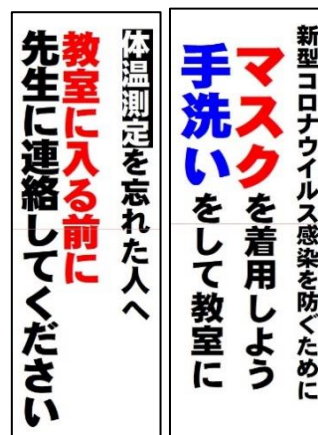 新型コロナウイルス感染を防ぐために
マスクを着用しよう
手洗いをして教室に
体温測定を忘れた人へ
教室に入る前に
先生に連絡してください